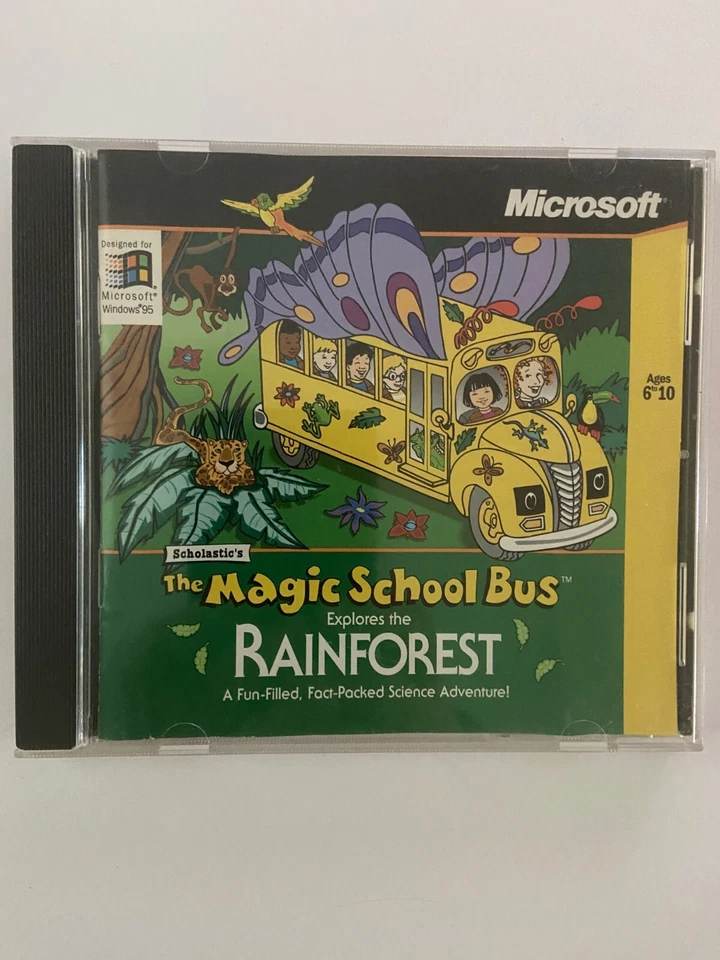 Microsoft®
Designed for
Microsoft®
Windows®95
Ages
6 to 10
Scholastic's
The Magic School Bus™
Explores the
RAINFOREST
A Fun-Filled, Fact-Packed Science Adventure!